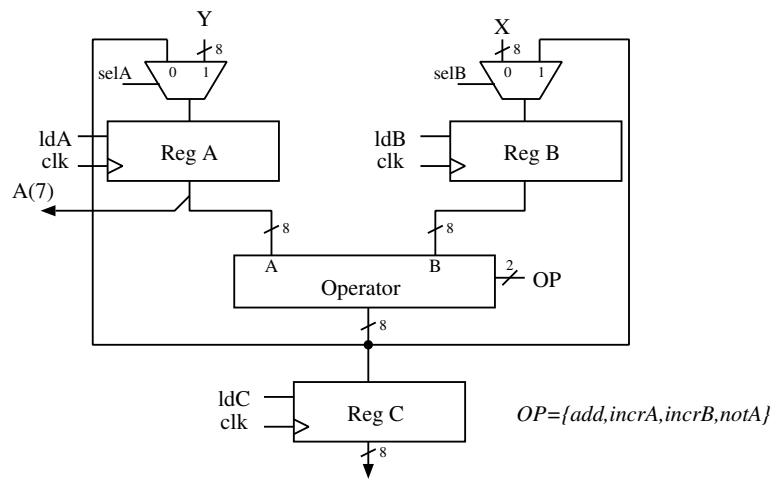 Y
X
8
8
selA
0 1
selB
0 1
ldA
clk
Reg A
ldB
clk
Reg B
A(7)
8
8
A
B
Operator
2
OP
8
ldC
clk
Reg C
OP={add,incrA,incrB,notA}
8